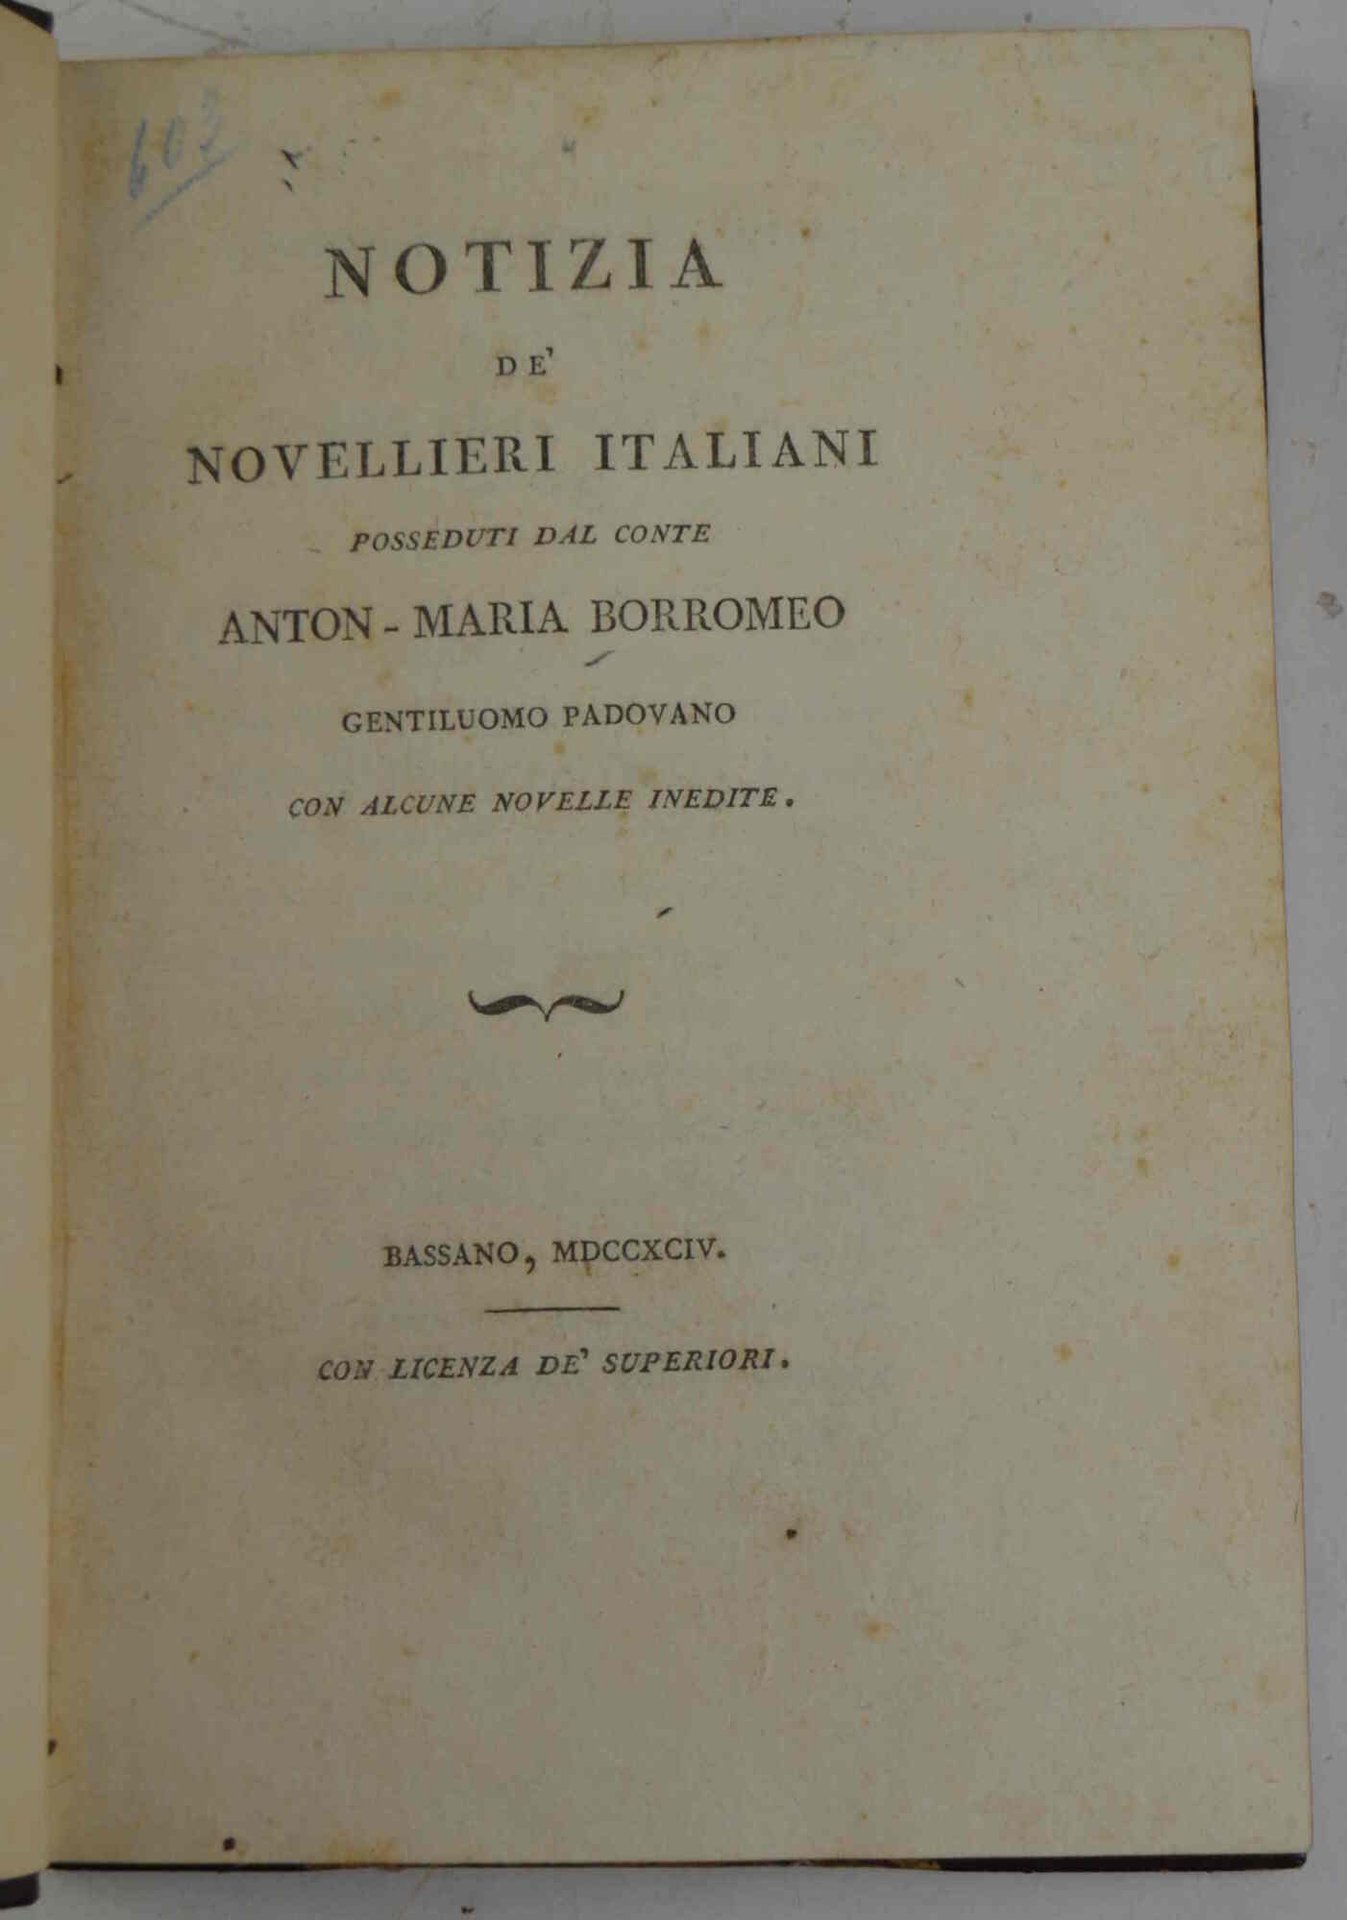 603
NOTIZIA
DE'
NOVELLIERI ITALIANI
POSSEDUTI DAL CONTE
ANTON-MARIA BORROMEO
GENTILUOMO PADOVANO
CON ALCUNE NOVELLE INEDITE.
BASSANO, MDCCXCIV.
CON LICENZA DE' SUPERIORI.